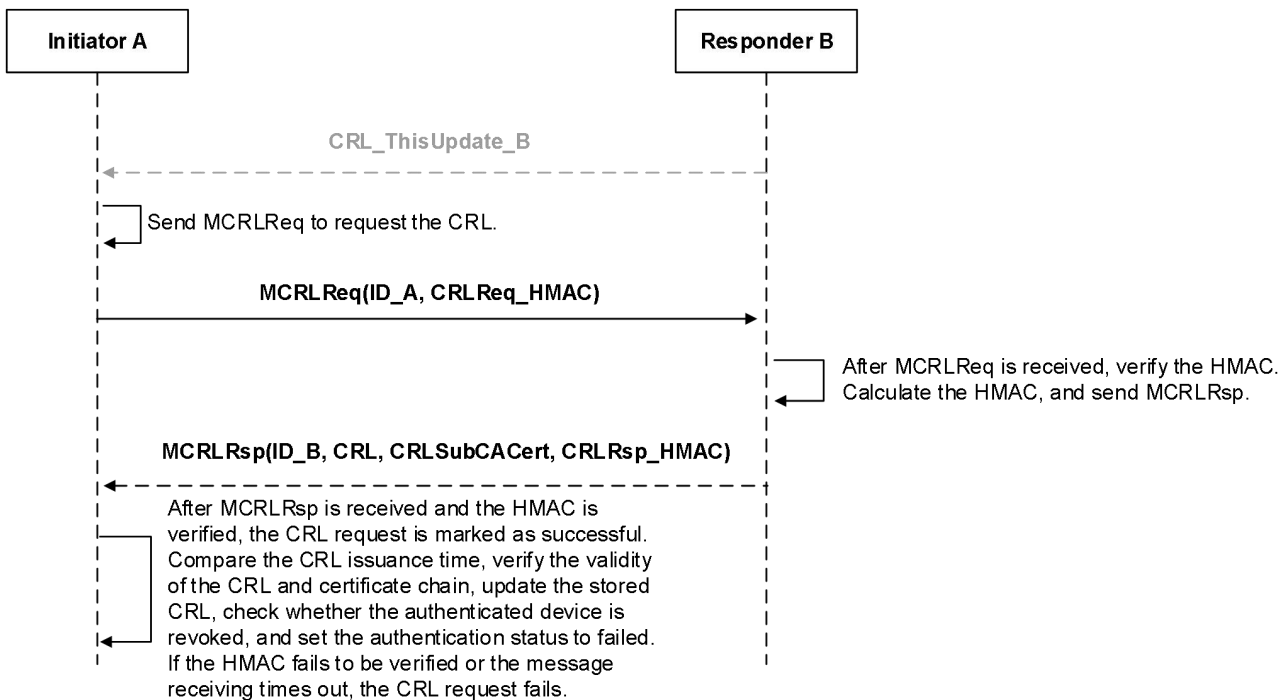 Initiator A
Responder B
CRL_ThisUpdate_B
Send MCRLReq to request the CRL.
MCRLReq(ID_A, CRLReq_HMAC)
After MCRLReq is received, verify the HMAC.
Calculate the HMAC, and send MCRLRsp.
MCRLRsp(ID_B, CRL, CRLSubCACert, CRLRsp_HMAC)
After MCRLRsp is received and the HMAC is
verified, the CRL request is marked as successful.
Compare the CRL issuance time, verify the validity
of the CRL and certificate chain, update the stored
CRL, check whether the authenticated device is
revoked, and set the authentication status to failed.
If the HMAC fails to be verified or the message
receiving times out, the CRL request fails.